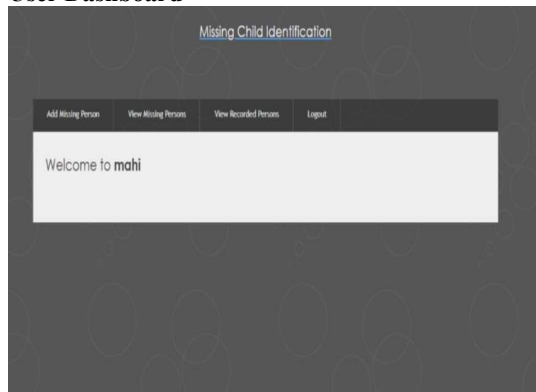 User Dashboard
Missing Child Identification
Add Missing Person View Missing Persons View Recorded Persons Logout
Welcome to mahi